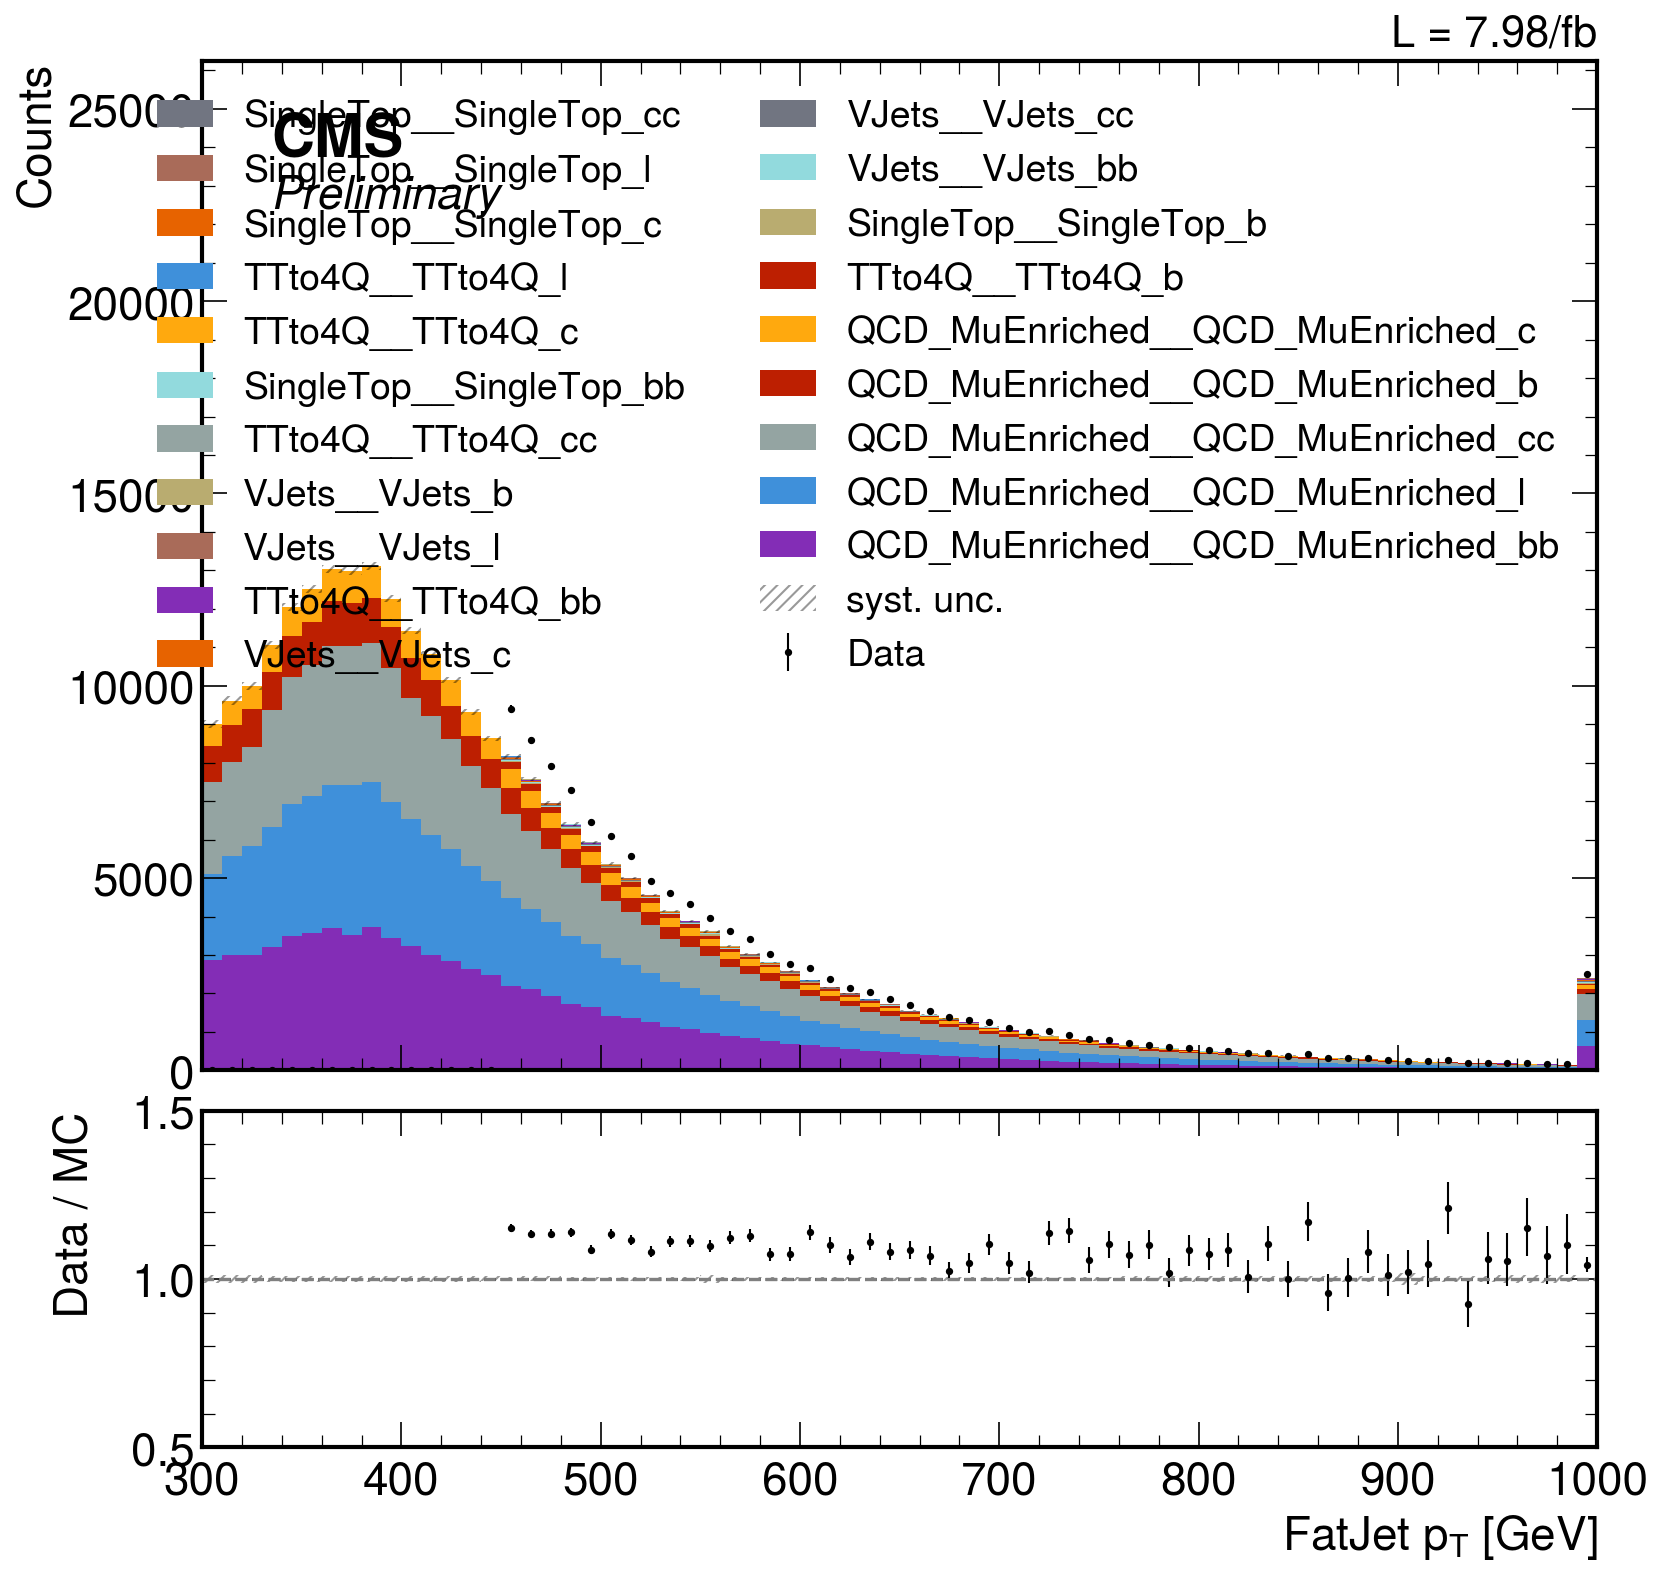 L = 7.98/fb
Counts
25000
20000
15000
10000
5000
0
CMS
Preliminary
SingleTop__SingleTop_cc
SingleTop__SingleTop_l
SingleTop__SingleTop_c
TTto4Q__TTto4Q_l
TTto4Q__TTto4Q_c
SingleTop__SingleTop_bb
TTto4Q__TTto4Q_cc
VJets__VJets_b
VJets__VJets_l
TTto4Q__TTto4Q_bb
VJets__VJets_c
VJets__VJets_cc
VJets__VJets_bb
SingleTop__SingleTop_b
TTto4Q__TTto4Q_b
QCD_MuEnriched__QCD_MuEnriched_c
QCD_MuEnriched__QCD_MuEnriched_b
QCD_MuEnriched__QCD_MuEnriched_cc
QCD_MuEnriched__QCD_MuEnriched_l
QCD_MuEnriched__QCD_MuEnriched_bb
syst. unc.
Data
Data / MC
1.5
1.0
0.5
300 400 500 600 700 800 900 1000
FatJet p_T [GeV]